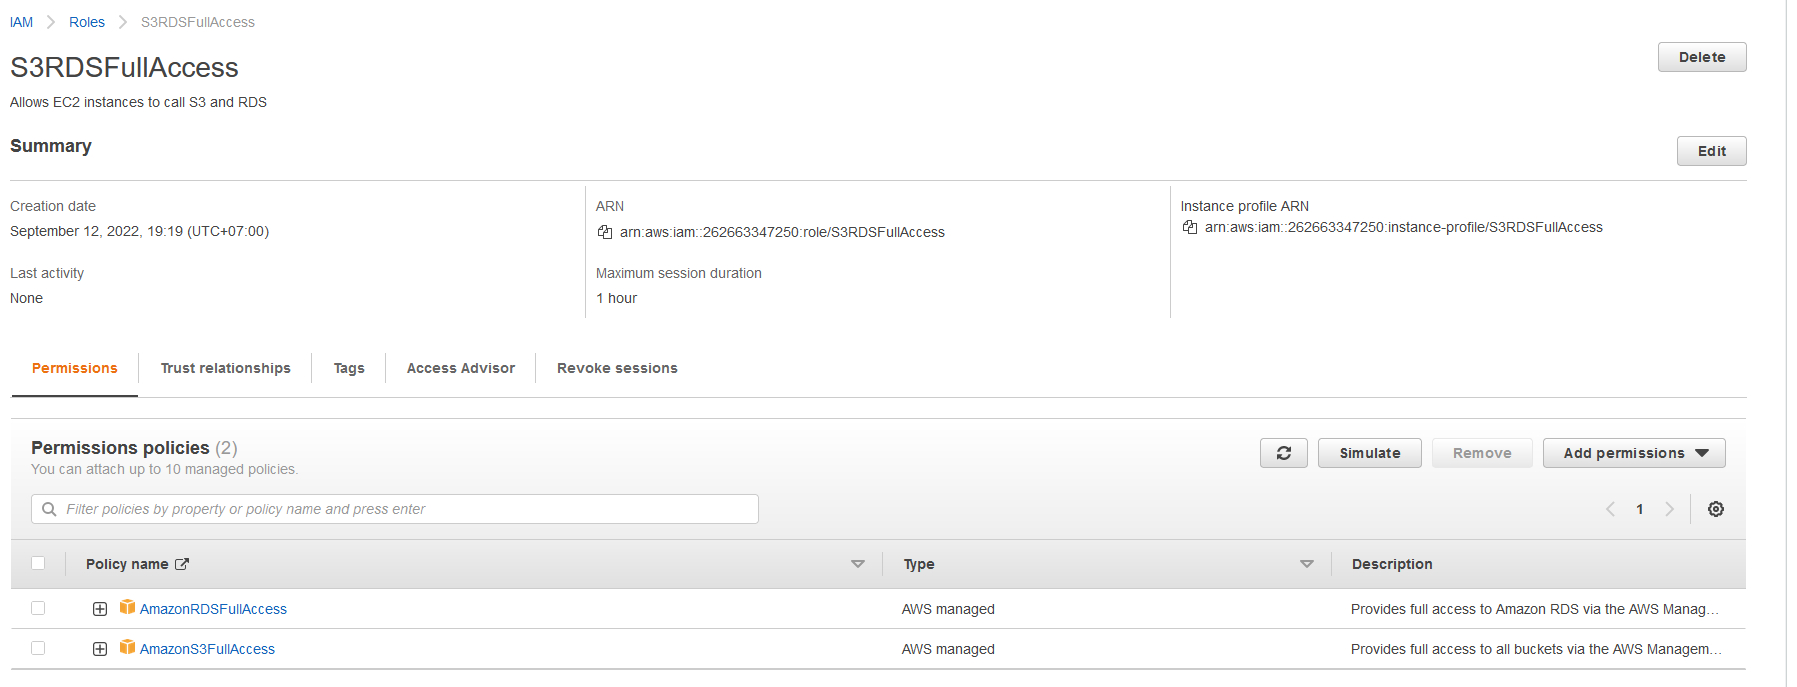 IAM > Roles > S3RDSFullAccess
S3RDSFullAccess
Delete
Allows EC2 instances to call S3 and RDS
Summary
Edit
Creation date
September 12, 2022, 19:19 (UTC+07:00)
ARN
arn:aws:iam::262663347250:role/S3RDSFullAccess
Instance profile ARN
arn:aws:iam::262663347250:instance-profile/S3RDSFullAccess
Last activity
None
Maximum session duration
1 hour
Permissions Trust relationships Tags Access Advisor Revoke sessions
Permissions policies (2)
You can attach up to 10 managed policies.
Simulate Remove Add permissions
Filter policies by property or policy name and press enter
1
Policy name Type Description
AmazonRDSFullAccess AWS managed Provides full access to Amazon RDS via the AWS Manag…
AmazonS3FullAccess AWS managed Provides full access to all buckets via the AWS Managem…